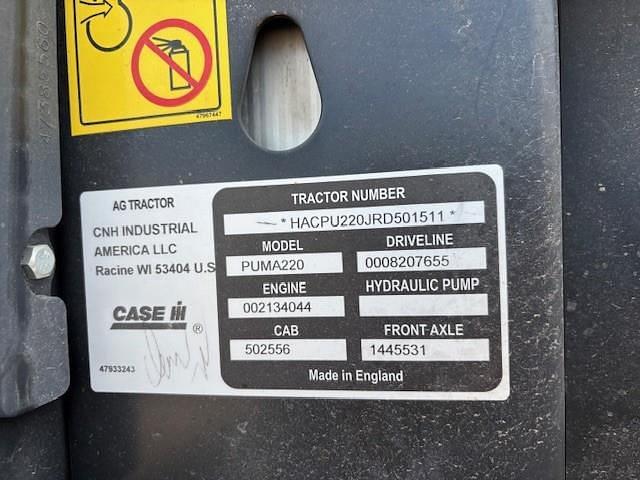 47967447
AG TRACTOR
CNH INDUSTRIAL
AMERICA LLC
Racine WI 53404 U.S
CASE IH ®
47933243
TRACTOR NUMBER
* HACPU220JRD501511 *
MODEL DRIVELINE
PUMA220 0008207655
ENGINE HYDRAULIC PUMP
002134044
CAB FRONT AXLE
502556 1445531
Made in England